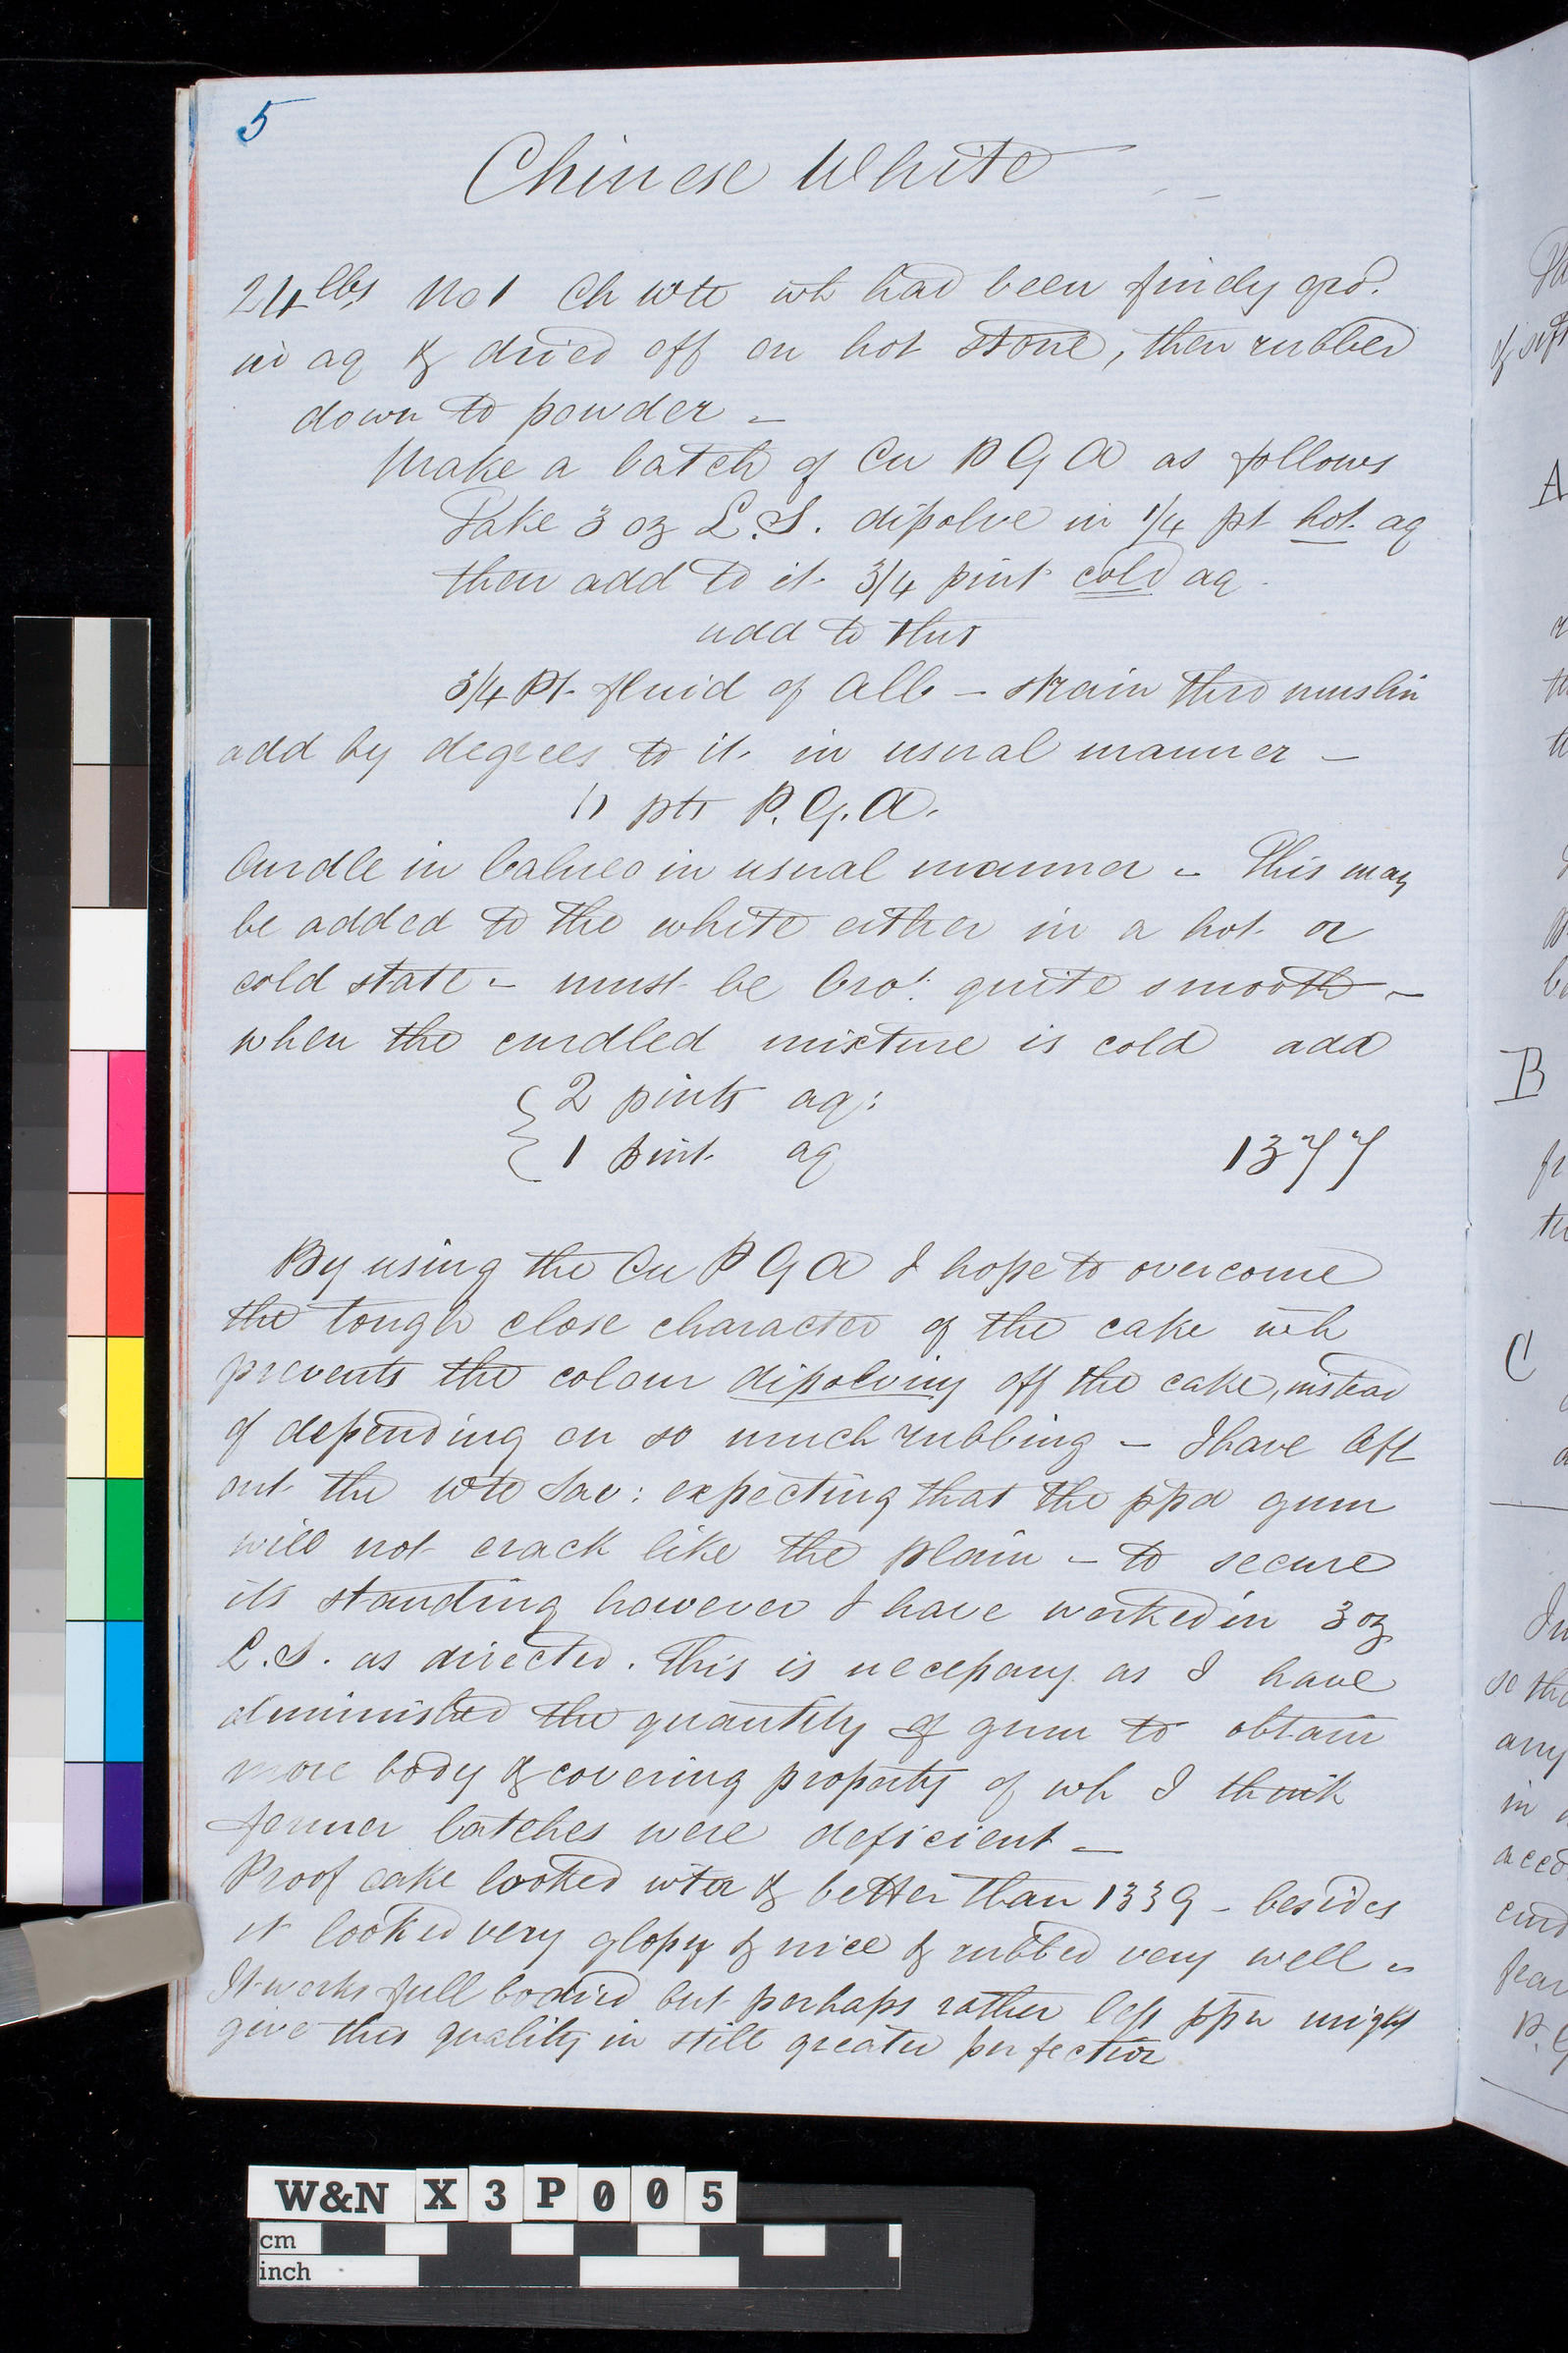 5
Chinese White
24 lbs No 1 Ch wte wh had been finely grd.
in aq & dried off on hot stone, then rubbed
down to powder -
Make a batch of Cu P G A as follows
Take 3 oz L.S. dissolve in 1/4 pt hot aq
then add to it 3/4 pint cold aq.
add to this
3/4 Pt fluid of Alb - strain thro muslin
add by degrees to it in usual manner -
11 pts P.G.A.
Curdle in balneo in usual manner - This may
be added to the white either in a hot or
cold state - must be brot: quite smooth -
when the curdled mixture is cold add
2 pints aq:
1 pint aq
1377
By using the Cu P G A I hope to overcome
the tough close character of the cake wh
prevents the colour dissolving off the cake, instead
of depending on so much rubbing - I have left
out the wte Sac: expecting that the ppd gum
will not crack like the plain - to secure
its standing however I have worked in 3 oz
L.S. as directed. This is necessary as I have
diminished the quantity of gum to obtain
more body & covering property of wh I think
former batches were deficient -
Proof cake looked wter & better than 1339 - besides
it looked very glossy & nice & rubbed very well -
It works full bodied but perhaps rather less ppn might
give this quality in still greater perfection
A
B
C
W&N X3P005
cm
inch